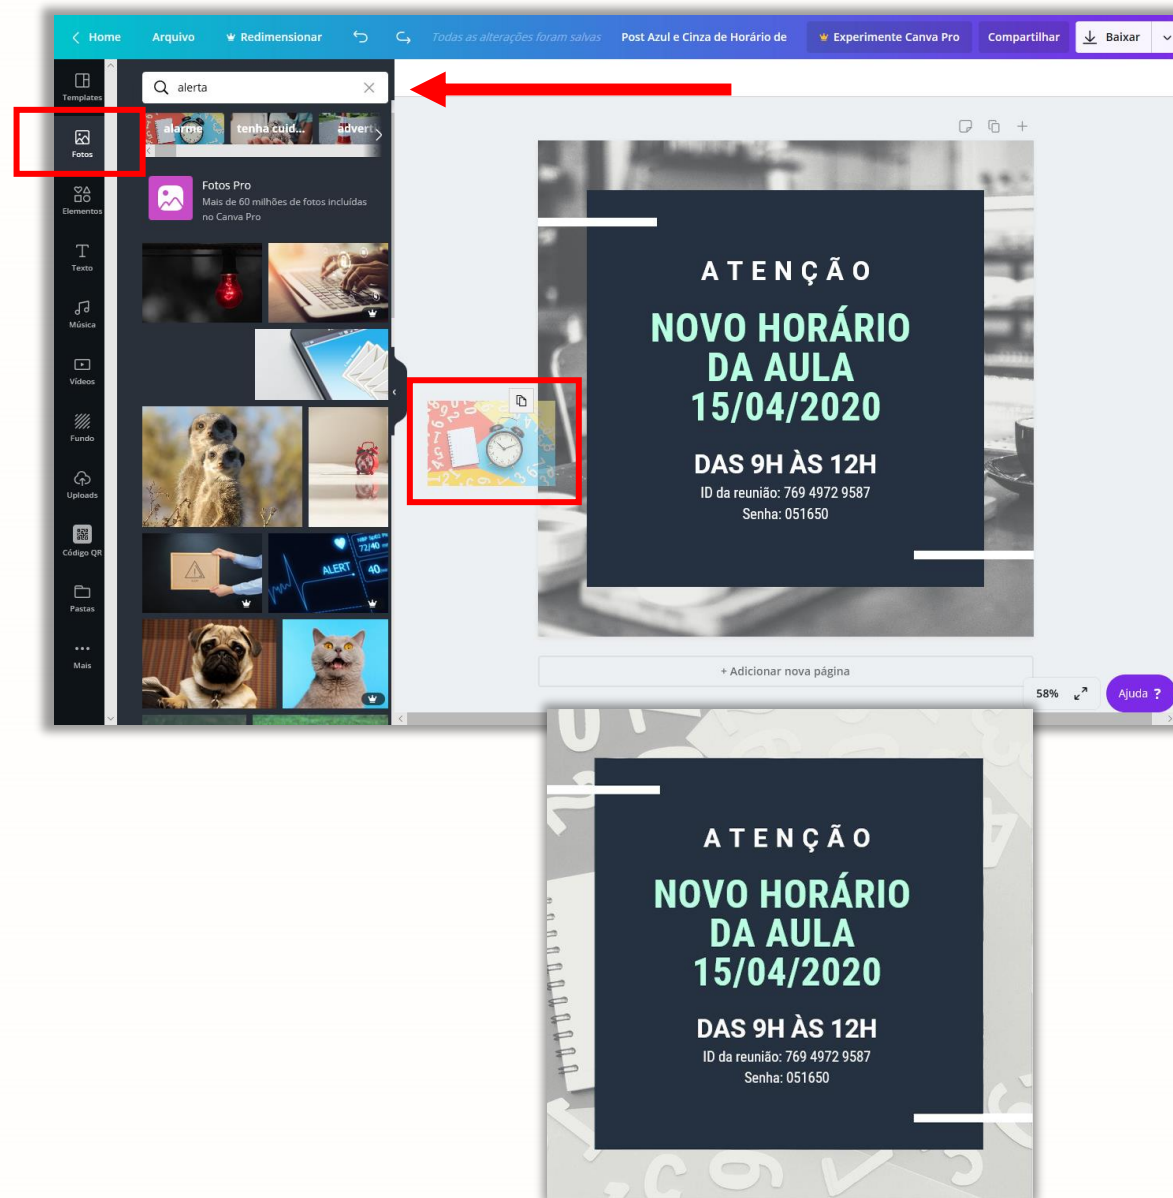 Home
Arquivo
Redimensionar
Todas as alterações foram salvas
Post Azul e Cinza de Horário de
Experimente Canva Pro
Compartilhar
Baixar
Templates
Fotos
Elementos
Texto
Música
Vídeos
Fundo
Uploads
Código QR
Pastas
Mais
alerta
alarme
tenha cuid...
advert
Fotos Pro
Mais de 60 milhões de fotos incluídas
no Canva Pro
72/40
ALERT
40
ATENÇÃO
NOVO HORÁRIO
DA AULA
15/04/2020
DAS 9H ÀS 12H
ID da reunião: 769 4972 9587
Senha: 051650
+ Adicionar nova página
58%
Ajuda ?
ATENÇÃO
NOVO HORÁRIO
DA AULA
15/04/2020
DAS 9H ÀS 12H
ID da reunião: 769 4972 9587
Senha: 051650